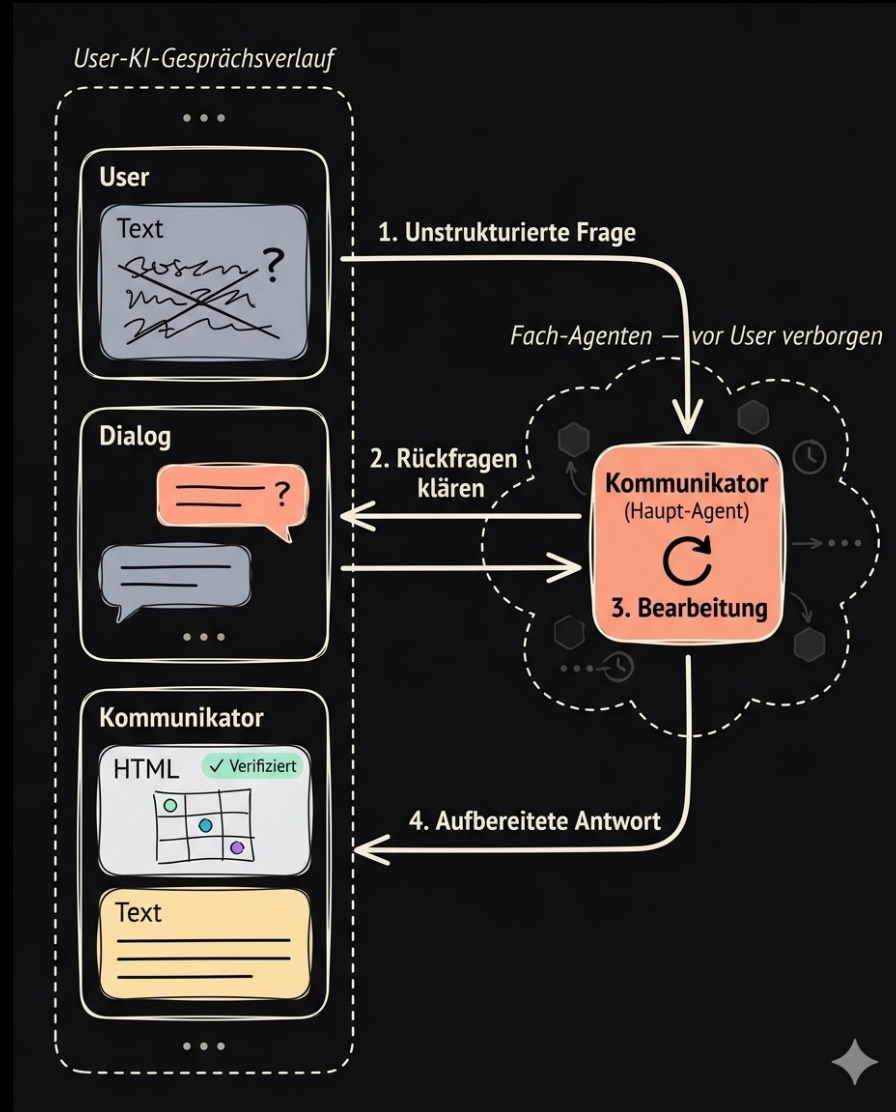 User-KI-Gesprächsverlauf
User
Text
?
1. Unstrukturierte Frage
Fach-Agenten — vor User verborgen
Dialog
?
2. Rückfragen
klären
Kommunikator
(Haupt-Agent)
3. Bearbeitung
Kommunikator
HTML
✓ Verifiziert
4. Aufbereitete Antwort
Text